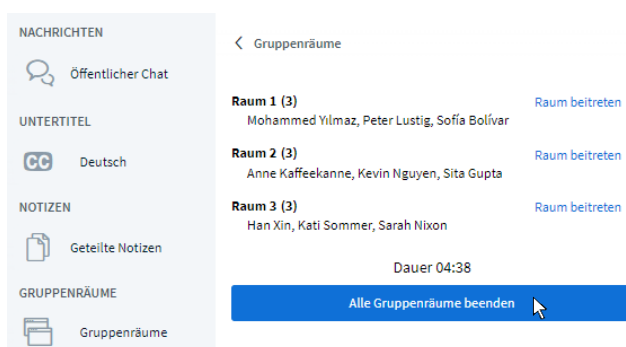 NACHRICHTEN
Öffentlicher Chat
UNTERTITEL
CC Deutsch
NOTIZEN
Geteilte Notizen
GRUPPENRÄUME
Gruppenräume
Gruppenräume
Raum 1 (3) Raum beitreten
Mohammed Yılmaz, Peter Lustig, Sofía Bolívar
Raum 2 (3) Raum beitreten
Anne Kaffeekanne, Kevin Nguyen, Sita Gupta
Raum 3 (3) Raum beitreten
Han Xin, Kati Sommer, Sarah Nixon
Dauer 04:38
Alle Gruppenräume beenden